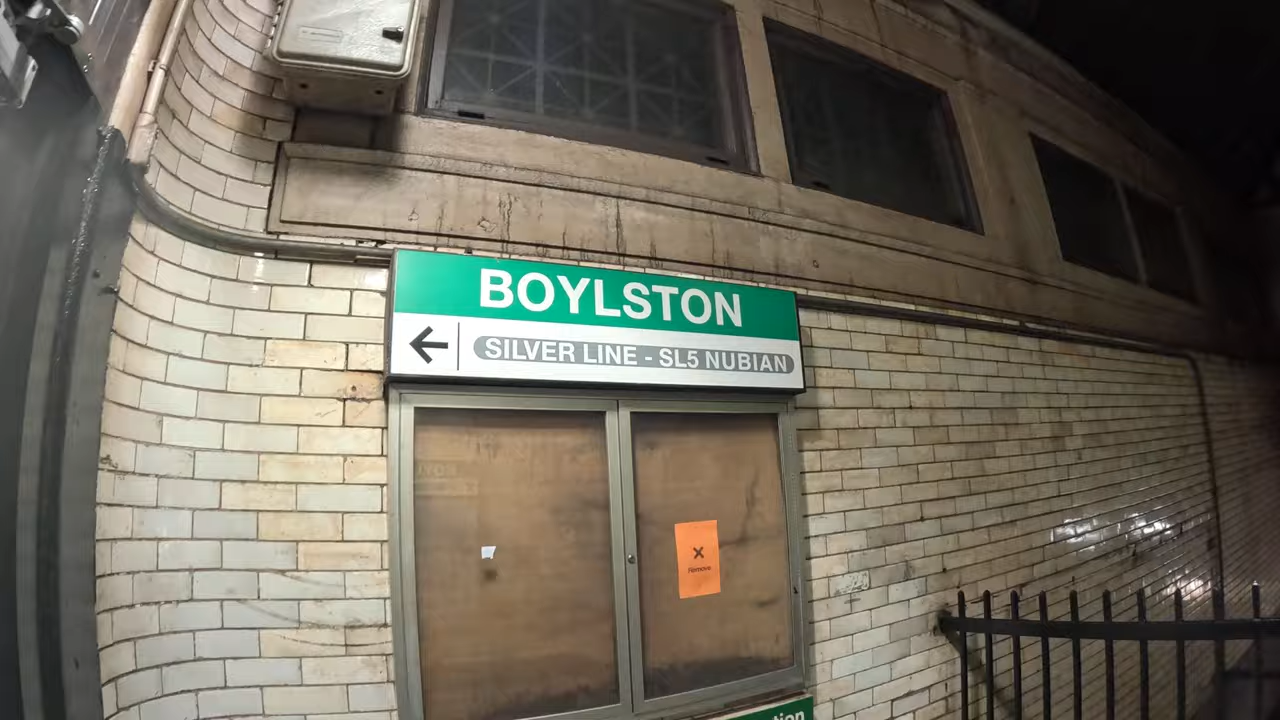 BOYLSTON
← SILVER LINE - SL5 NUBIAN
X
Remove